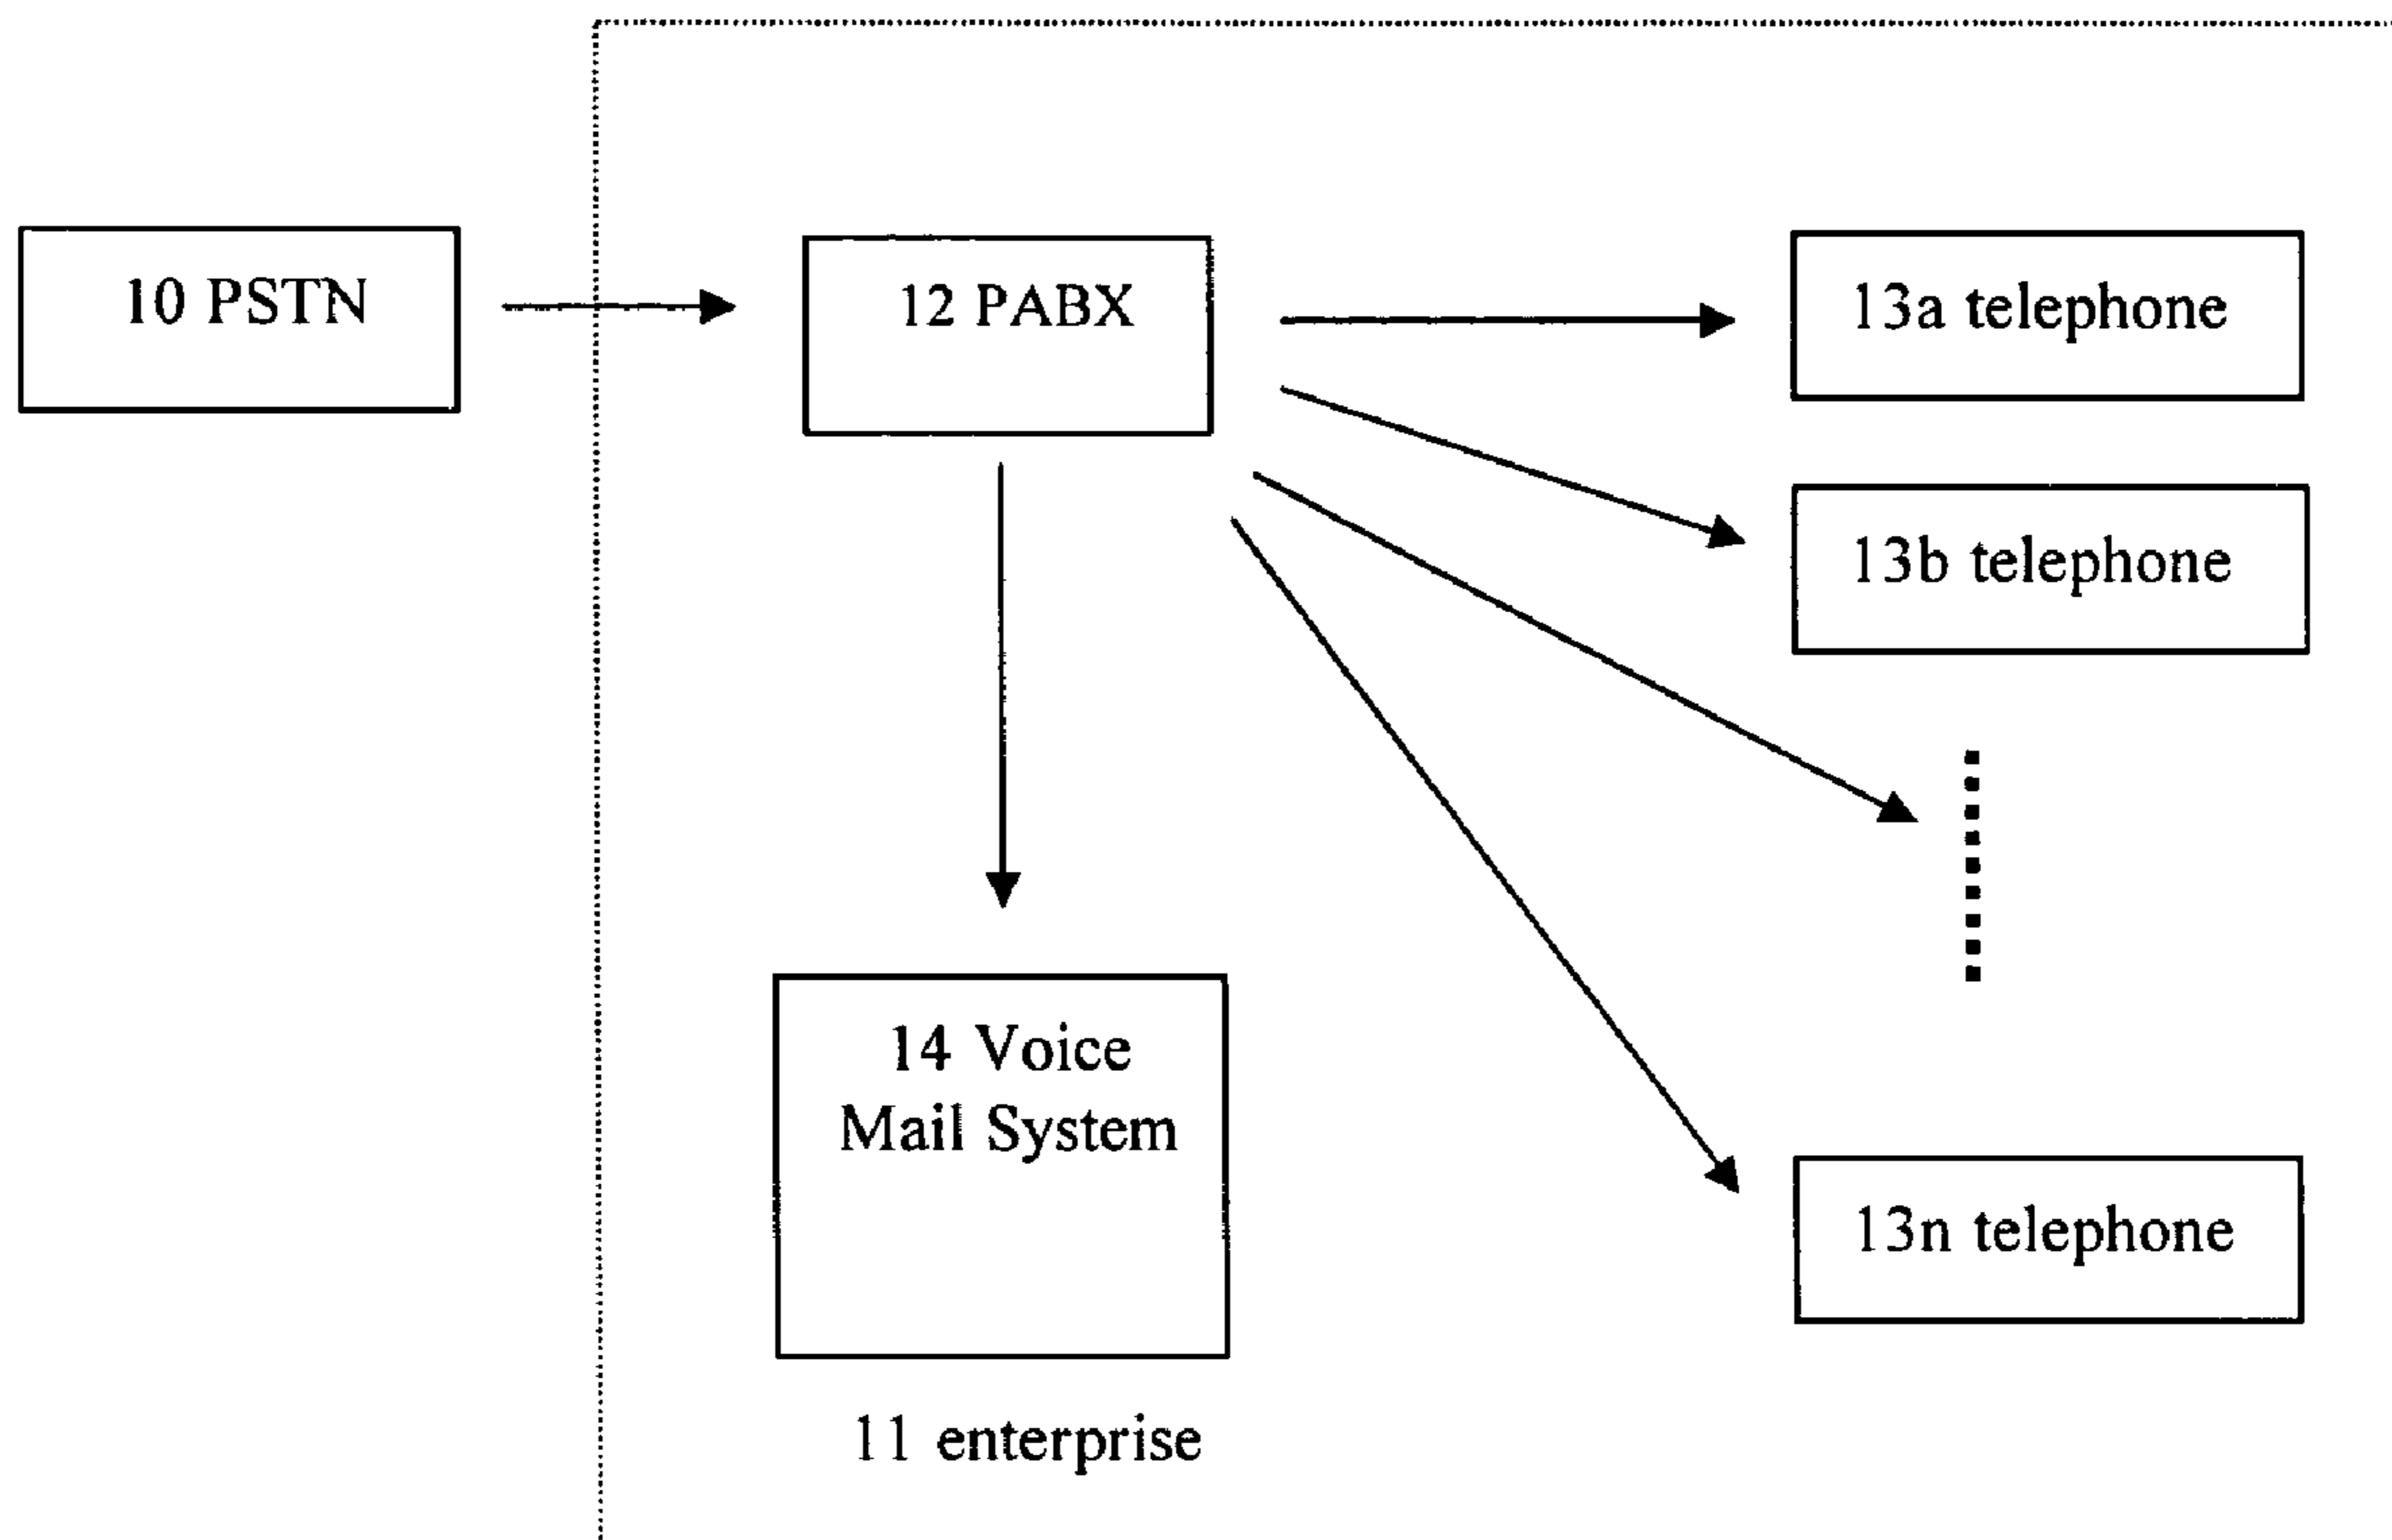 10 PSTN
12 PABX
13a telephone
13b telephone
14 Voice
Mail System
13n telephone
11 enterprise